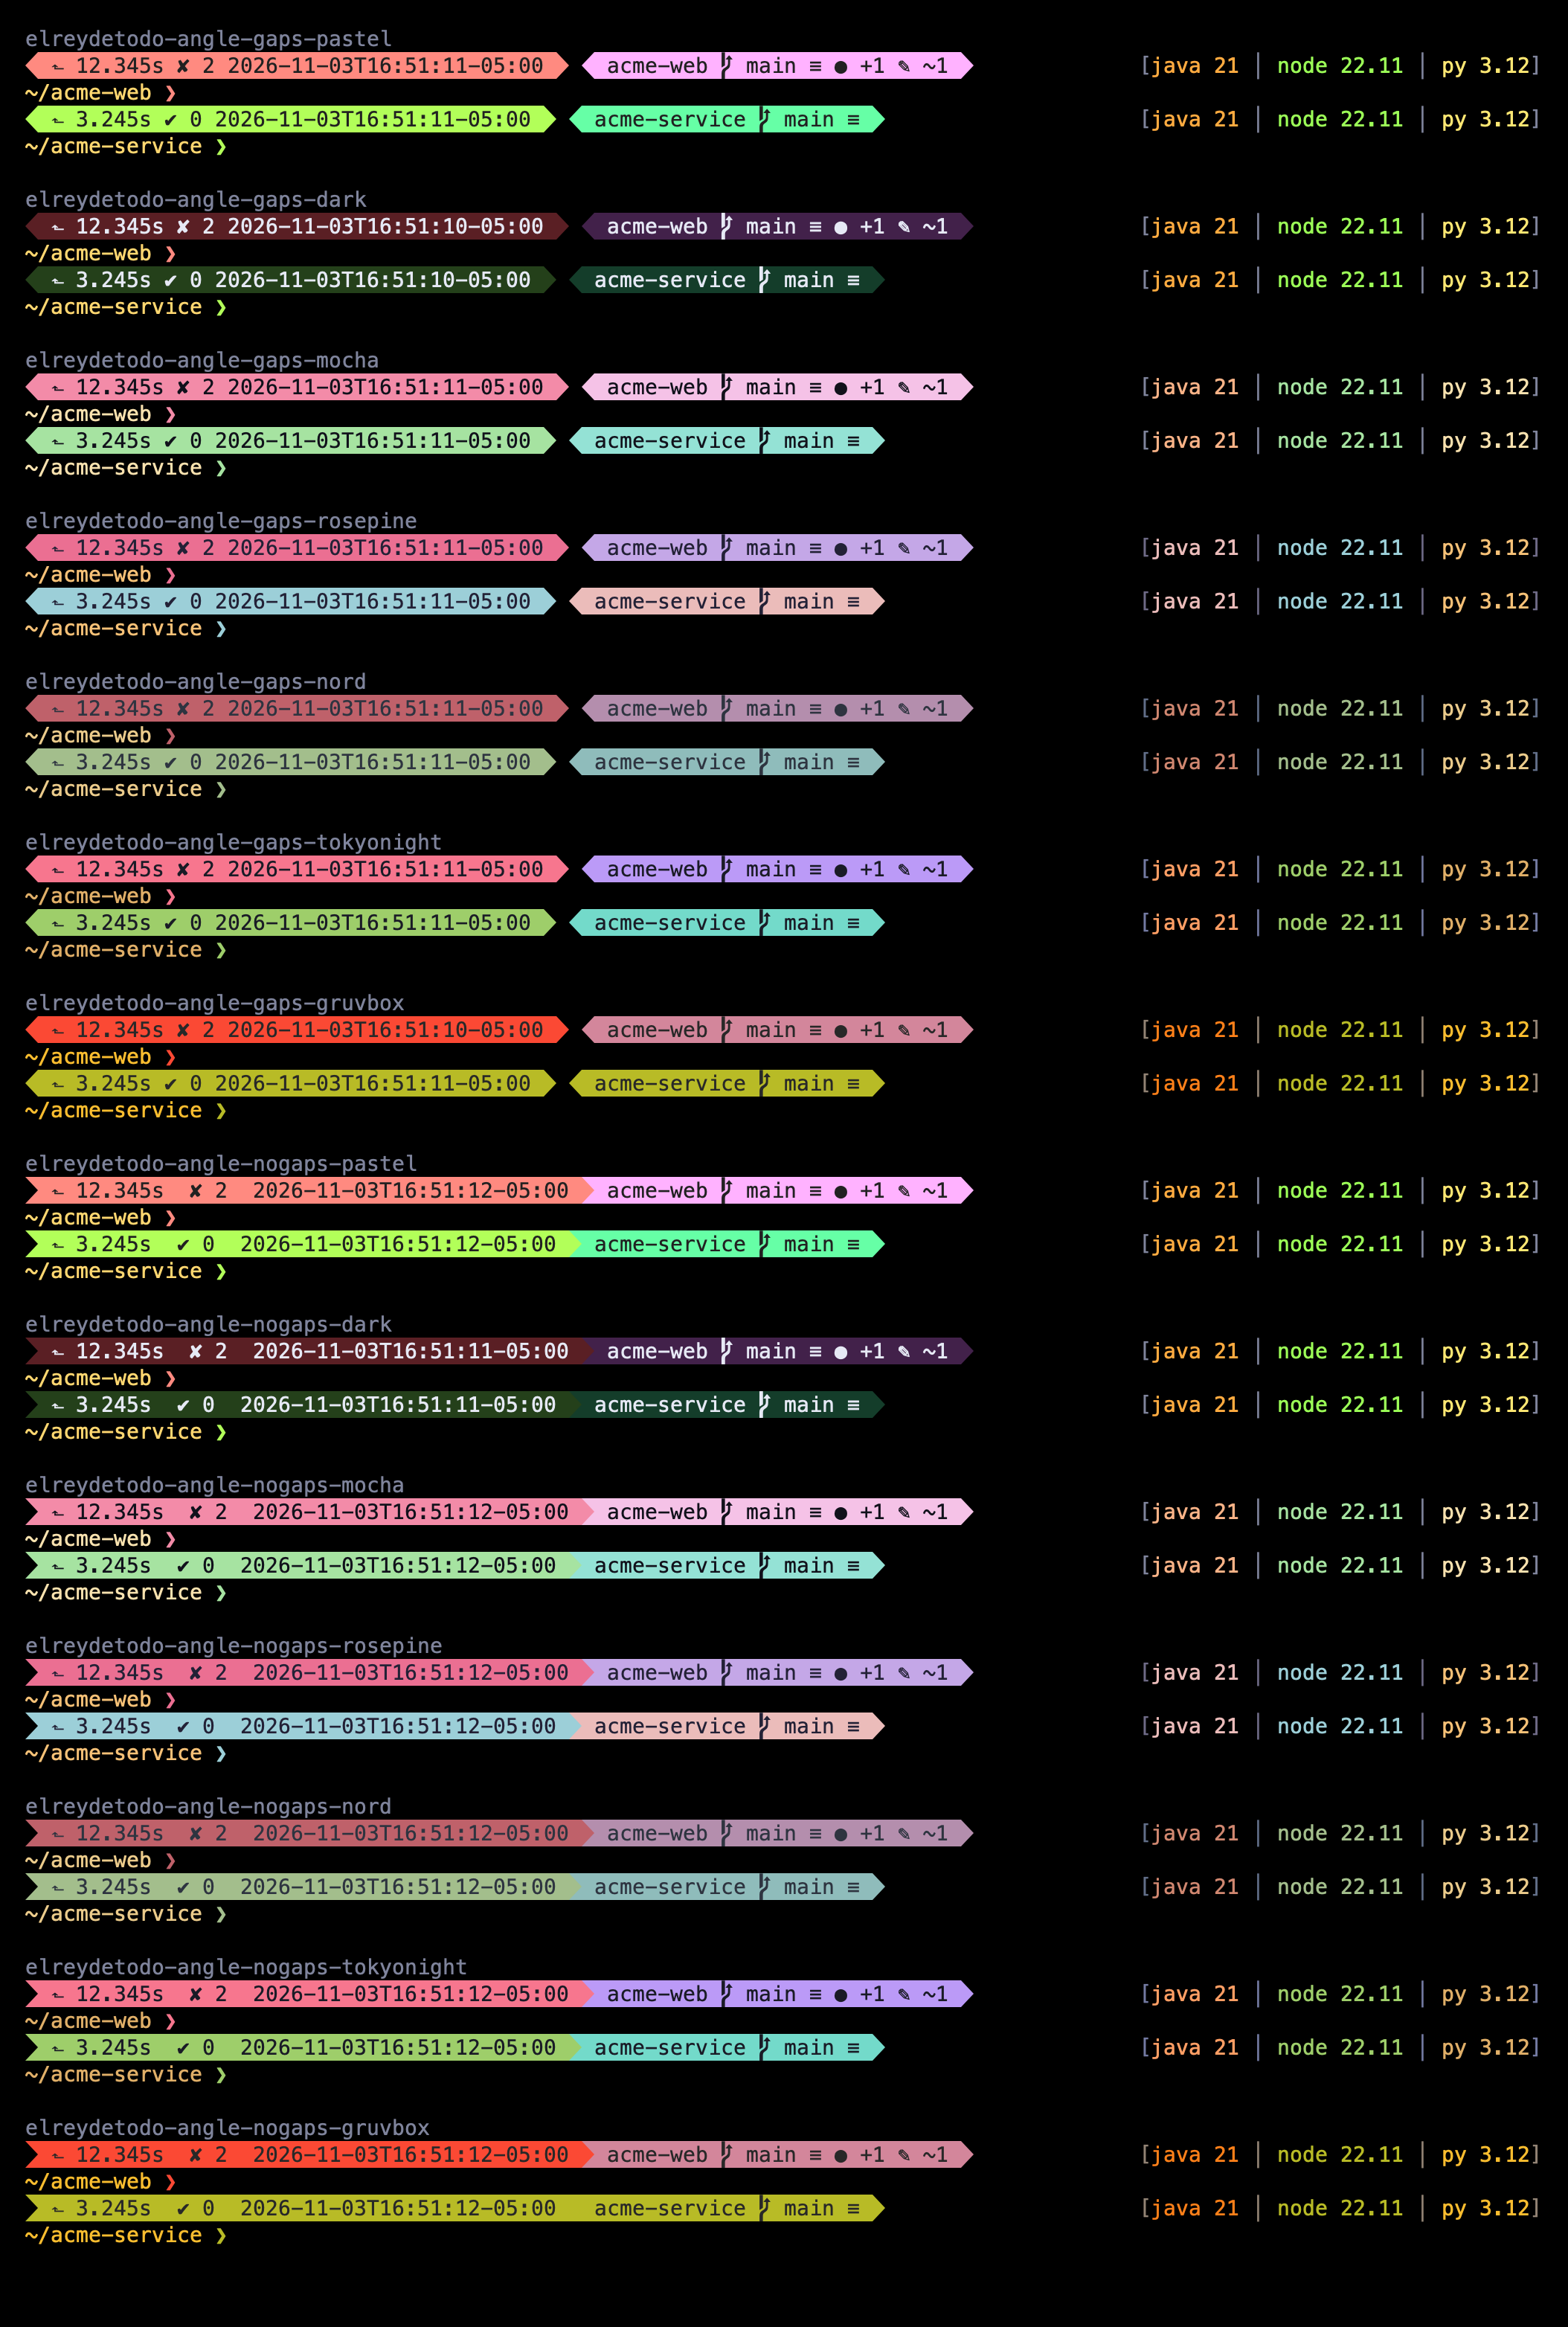 elreydetodo-angle-gaps-pastel
⬑ 12.345s ✘ 2 2026-11-03T16:51:11-05:00 acme-web main ≡ ● +1 ✎ ~1 [java 21 │ node 22.11 │ py 3.12]
~/acme-web ❯
⬑ 3.245s ✔ 0 2026-11-03T16:51:11-05:00 acme-service main ≡ [java 21 │ node 22.11 │ py 3.12]
~/acme-service ❯
elreydetodo-angle-gaps-dark
⬑ 12.345s ✘ 2 2026-11-03T16:51:10-05:00 acme-web main ≡ ● +1 ✎ ~1 [java 21 │ node 22.11 │ py 3.12]
~/acme-web ❯
⬑ 3.245s ✔ 0 2026-11-03T16:51:10-05:00 acme-service main ≡ [java 21 │ node 22.11 │ py 3.12]
~/acme-service ❯
elreydetodo-angle-gaps-mocha
⬑ 12.345s ✘ 2 2026-11-03T16:51:11-05:00 acme-web main ≡ ● +1 ✎ ~1 [java 21 │ node 22.11 │ py 3.12]
~/acme-web ❯
⬑ 3.245s ✔ 0 2026-11-03T16:51:11-05:00 acme-service main ≡ [java 21 │ node 22.11 │ py 3.12]
~/acme-service ❯
elreydetodo-angle-gaps-rosepine
⬑ 12.345s ✘ 2 2026-11-03T16:51:11-05:00 acme-web main ≡ ● +1 ✎ ~1 [java 21 │ node 22.11 │ py 3.12]
~/acme-web ❯
⬑ 3.245s ✔ 0 2026-11-03T16:51:11-05:00 acme-service main ≡ [java 21 │ node 22.11 │ py 3.12]
~/acme-service ❯
elreydetodo-angle-gaps-nord
⬑ 12.345s ✘ 2 2026-11-03T16:51:11-05:00 acme-web main ≡ ● +1 ✎ ~1 [java 21 │ node 22.11 │ py 3.12]
~/acme-web ❯
⬑ 3.245s ✔ 0 2026-11-03T16:51:11-05:00 acme-service main ≡ [java 21 │ node 22.11 │ py 3.12]
~/acme-service ❯
elreydetodo-angle-gaps-tokyonight
⬑ 12.345s ✘ 2 2026-11-03T16:51:11-05:00 acme-web main ≡ ● +1 ✎ ~1 [java 21 │ node 22.11 │ py 3.12]
~/acme-web ❯
⬑ 3.245s ✔ 0 2026-11-03T16:51:11-05:00 acme-service main ≡ [java 21 │ node 22.11 │ py 3.12]
~/acme-service ❯
elreydetodo-angle-gaps-gruvbox
⬑ 12.345s ✘ 2 2026-11-03T16:51:10-05:00 acme-web main ≡ ● +1 ✎ ~1 [java 21 │ node 22.11 │ py 3.12]
~/acme-web ❯
⬑ 3.245s ✔ 0 2026-11-03T16:51:11-05:00 acme-service main ≡ [java 21 │ node 22.11 │ py 3.12]
~/acme-service ❯
elreydetodo-angle-nogaps-pastel
⬑ 12.345s ✘ 2 2026-11-03T16:51:12-05:00 acme-web main ≡ ● +1 ✎ ~1 [java 21 │ node 22.11 │ py 3.12]
~/acme-web ❯
⬑ 3.245s ✔ 0 2026-11-03T16:51:12-05:00 acme-service main ≡ [java 21 │ node 22.11 │ py 3.12]
~/acme-service ❯
elreydetodo-angle-nogaps-dark
⬑ 12.345s ✘ 2 2026-11-03T16:51:11-05:00 acme-web main ≡ ● +1 ✎ ~1 [java 21 │ node 22.11 │ py 3.12]
~/acme-web ❯
⬑ 3.245s ✔ 0 2026-11-03T16:51:11-05:00 acme-service main ≡ [java 21 │ node 22.11 │ py 3.12]
~/acme-service ❯
elreydetodo-angle-nogaps-mocha
⬑ 12.345s ✘ 2 2026-11-03T16:51:12-05:00 acme-web main ≡ ● +1 ✎ ~1 [java 21 │ node 22.11 │ py 3.12]
~/acme-web ❯
⬑ 3.245s ✔ 0 2026-11-03T16:51:12-05:00 acme-service main ≡ [java 21 │ node 22.11 │ py 3.12]
~/acme-service ❯
elreydetodo-angle-nogaps-rosepine
⬑ 12.345s ✘ 2 2026-11-03T16:51:12-05:00 acme-web main ≡ ● +1 ✎ ~1 [java 21 │ node 22.11 │ py 3.12]
~/acme-web ❯
⬑ 3.245s ✔ 0 2026-11-03T16:51:12-05:00 acme-service main ≡ [java 21 │ node 22.11 │ py 3.12]
~/acme-service ❯
elreydetodo-angle-nogaps-nord
⬑ 12.345s ✘ 2 2026-11-03T16:51:12-05:00 acme-web main ≡ ● +1 ✎ ~1 [java 21 │ node 22.11 │ py 3.12]
~/acme-web ❯
⬑ 3.245s ✔ 0 2026-11-03T16:51:12-05:00 acme-service main ≡ [java 21 │ node 22.11 │ py 3.12]
~/acme-service ❯
elreydetodo-angle-nogaps-tokyonight
⬑ 12.345s ✘ 2 2026-11-03T16:51:12-05:00 acme-web main ≡ ● +1 ✎ ~1 [java 21 │ node 22.11 │ py 3.12]
~/acme-web ❯
⬑ 3.245s ✔ 0 2026-11-03T16:51:12-05:00 acme-service main ≡ [java 21 │ node 22.11 │ py 3.12]
~/acme-service ❯
elreydetodo-angle-nogaps-gruvbox
⬑ 12.345s ✘ 2 2026-11-03T16:51:12-05:00 acme-web main ≡ ● +1 ✎ ~1 [java 21 │ node 22.11 │ py 3.12]
~/acme-web ❯
⬑ 3.245s ✔ 0 2026-11-03T16:51:12-05:00 acme-service main ≡ [java 21 │ node 22.11 │ py 3.12]
~/acme-service ❯